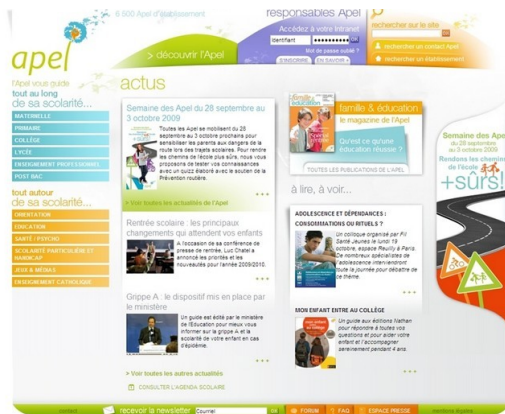 6 500 Apel d'établissement
responsables Apel
Accédez à votre Intranet
identifiant
OK
Mot de passe oublié ?
S'INSCRIRE
EN SAVOIR +
rechercher sur le site
OK
rechercher un contact Apel
rechercher un établissement
apel
> découvrir l'Apel
l'Apel vous guide
tout au long
de sa scolarité...
MATERNELLE
PRIMAIRE
COLLÈGE
LYCÉE
ENSEIGNEMENT PROFESSIONNEL
POST BAC
tout autour
de sa scolarité...
ORIENTATION
EDUCATION
SANTÉ / PSYCHO
SCOLARITÉ PARTICULIÈRE ET
HANDICAP
JEUX & MÉDIAS
ENSEIGNEMENT CATHOLIQUE
actus
Semaine des Apel du 28 septembre au
3 octobre 2009
Toutes les Apel se mobilisent du 28
septembre au 3 octobre prochains pour
sensibiliser les parents aux dangers de la
route lors des trajets scolaires. Pour rendre
les chemins de l'école plus sûrs, nous vous
proposons de tester vos connaissances
avec un quizz élaboré avec le soutien de la
Prévention routière.
> Voir toutes les actualités de l'Apel
Rentrée scolaire : les principaux
changements qui attendent vos enfants
A l'occasion de sa conférence de
presse de rentrée, Luc Chatel a
annoncé les priorités et les
nouveautés pour l'année 2009/2010.
Grippe A : le dispositif mis en place par
le ministère
Un guide est édité par le ministère
de l'Education pour mieux vous
informer sur la grippe A et la
scolarité de votre enfant en cas
d'épidémie.
> Voir toutes les autres actualités
CONSULTER L'AGENDA SCOLAIRE
famille &
éducation
famille & éducation
le magazine de l'Apel
Qu'est ce qu'une
éducation réussie ?
TOUTES LES PUBLICATIONS DE L'APEL
à lire, à voir...
ADOLESCENCE ET DÉPENDANCES :
CONSOMMATIONS OU RITUELS ?
Un colloque organisé par Fil
Santé Jeunes le lundi 19
octobre, espace Reuilly à Paris.
De nombreux spécialistes de
l'adolescence interviendront
toute la journée pour débattre de
ce thème.
MON ENFANT ENTRE AU COLLÈGE
Un guide aux éditions Nathan
pour répondre à toutes vos
questions et pour aider votre
enfant et l'accompagner
sereinement pendant 4 ans.
Semaine des Apel
du 28 septembre
au 3 octobre 2009
Rendons les chemins
de l'école
+sûrs!
contact
recevoir la newsletter
Courriel
OK
FORUM
FAQ
ESPACE PRESSE
mentions légales